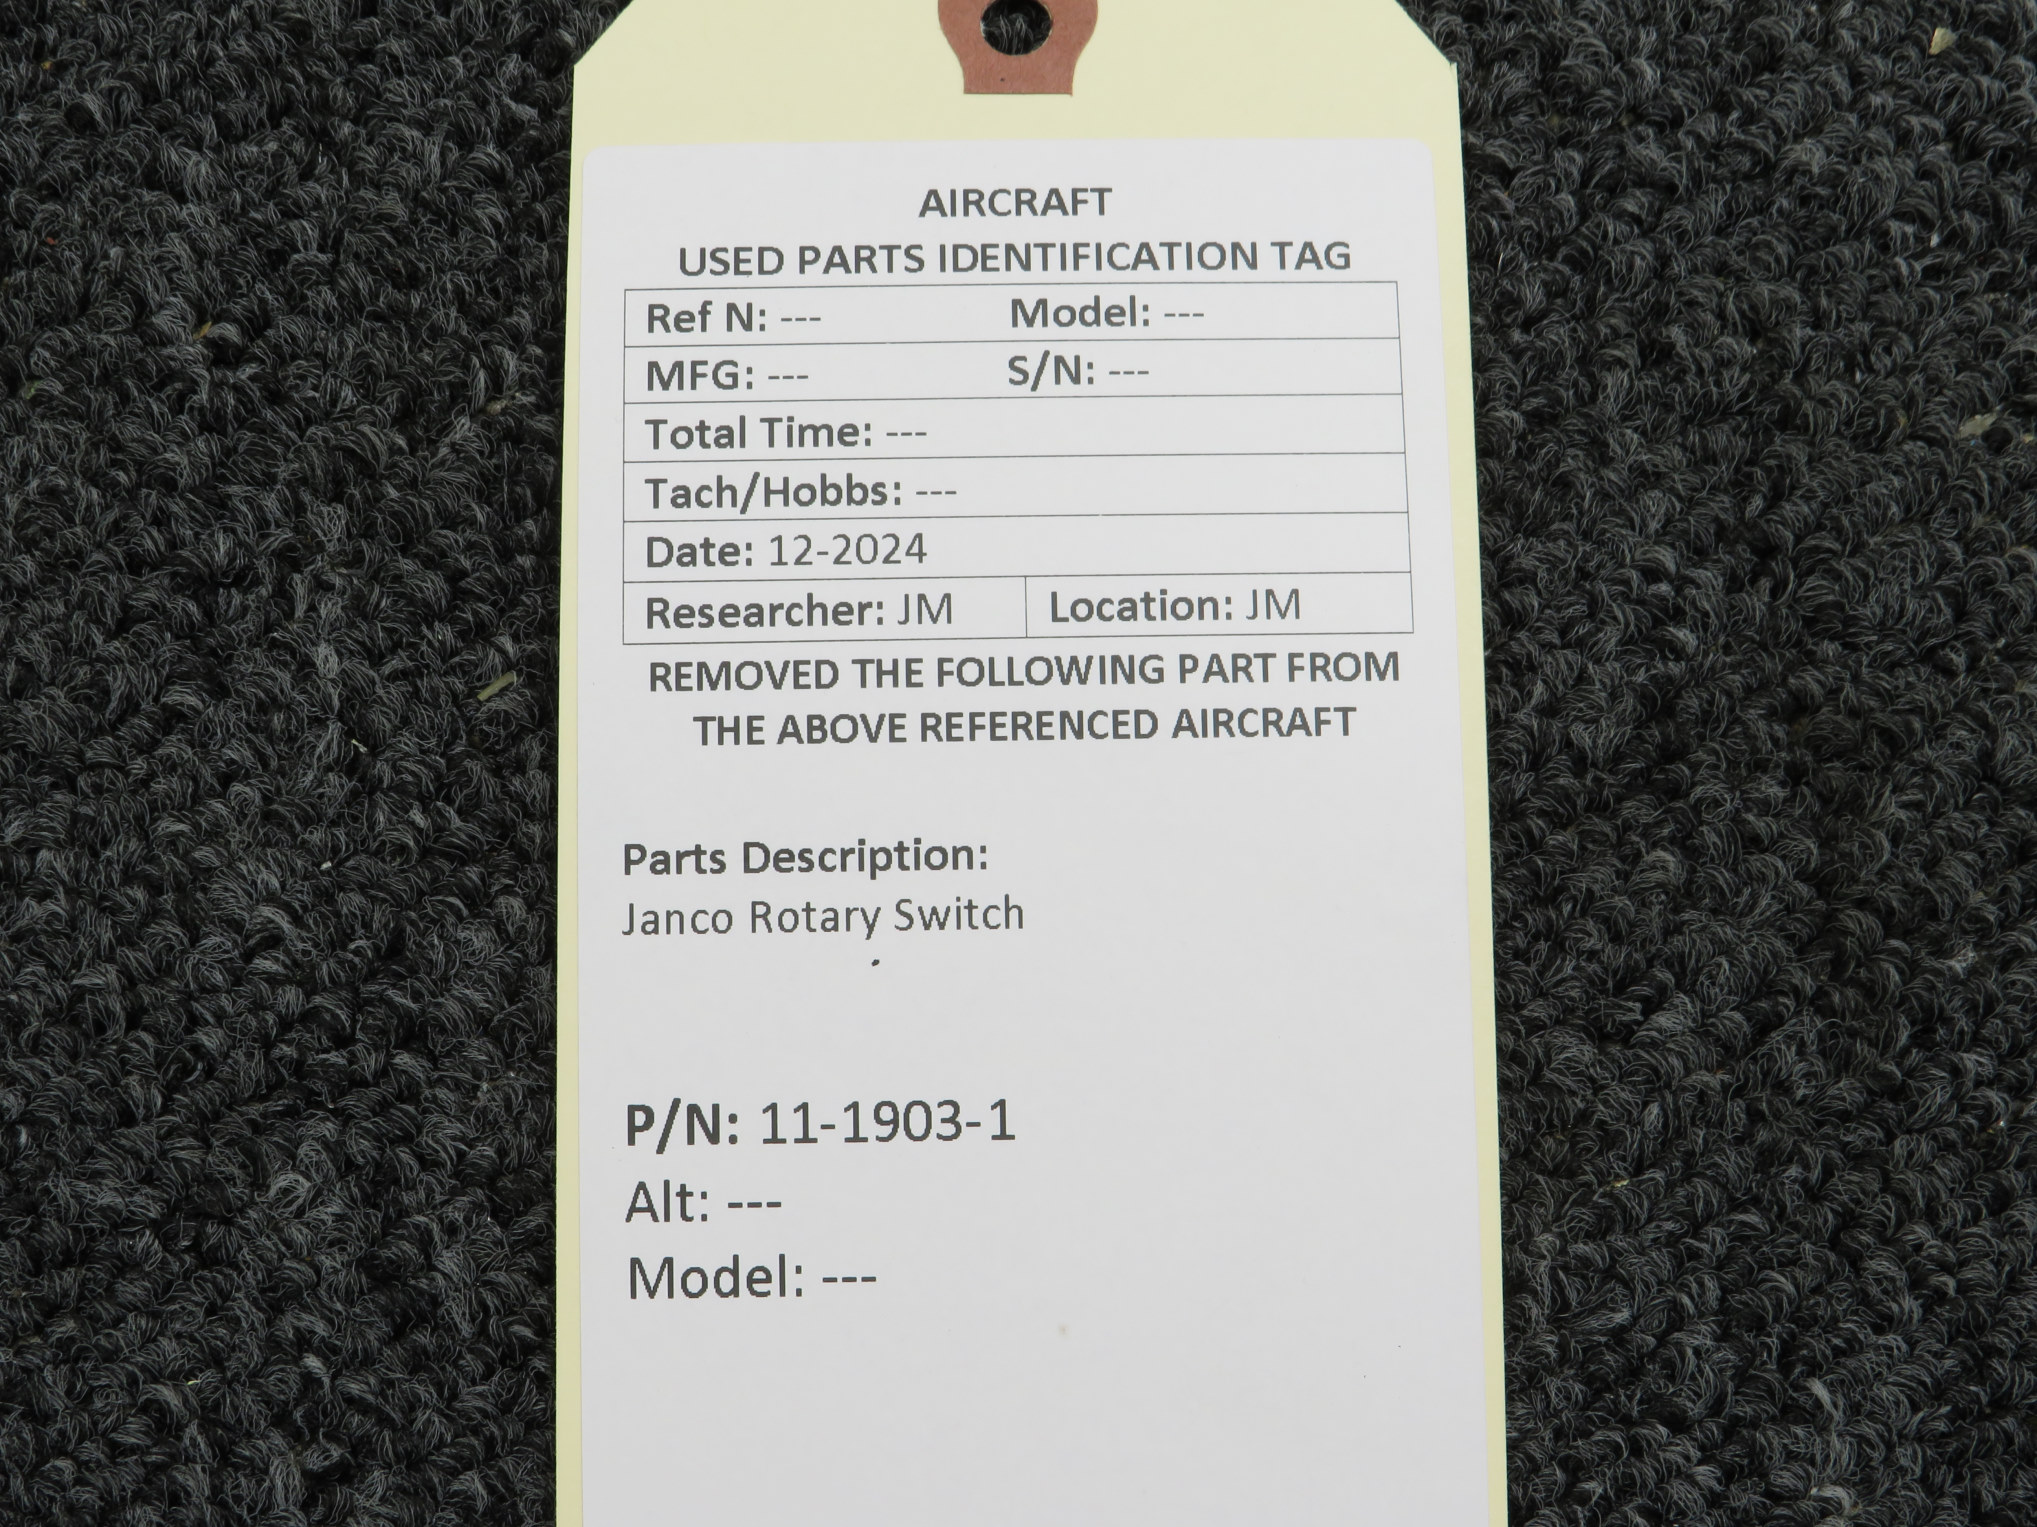 AIRCRAFT
USED PARTS IDENTIFICATION TAG
Ref N: --- Model: ---
MFG: --- S/N: ---
Total Time: ---
Tach/Hobbs: ---
Date: 12-2024
Researcher: JM Location: JM
REMOVED THE FOLLOWING PART FROM
THE ABOVE REFERENCED AIRCRAFT
Parts Description:
Janco Rotary Switch
P/N: 11-1903-1
Alt: ---
Model: ---